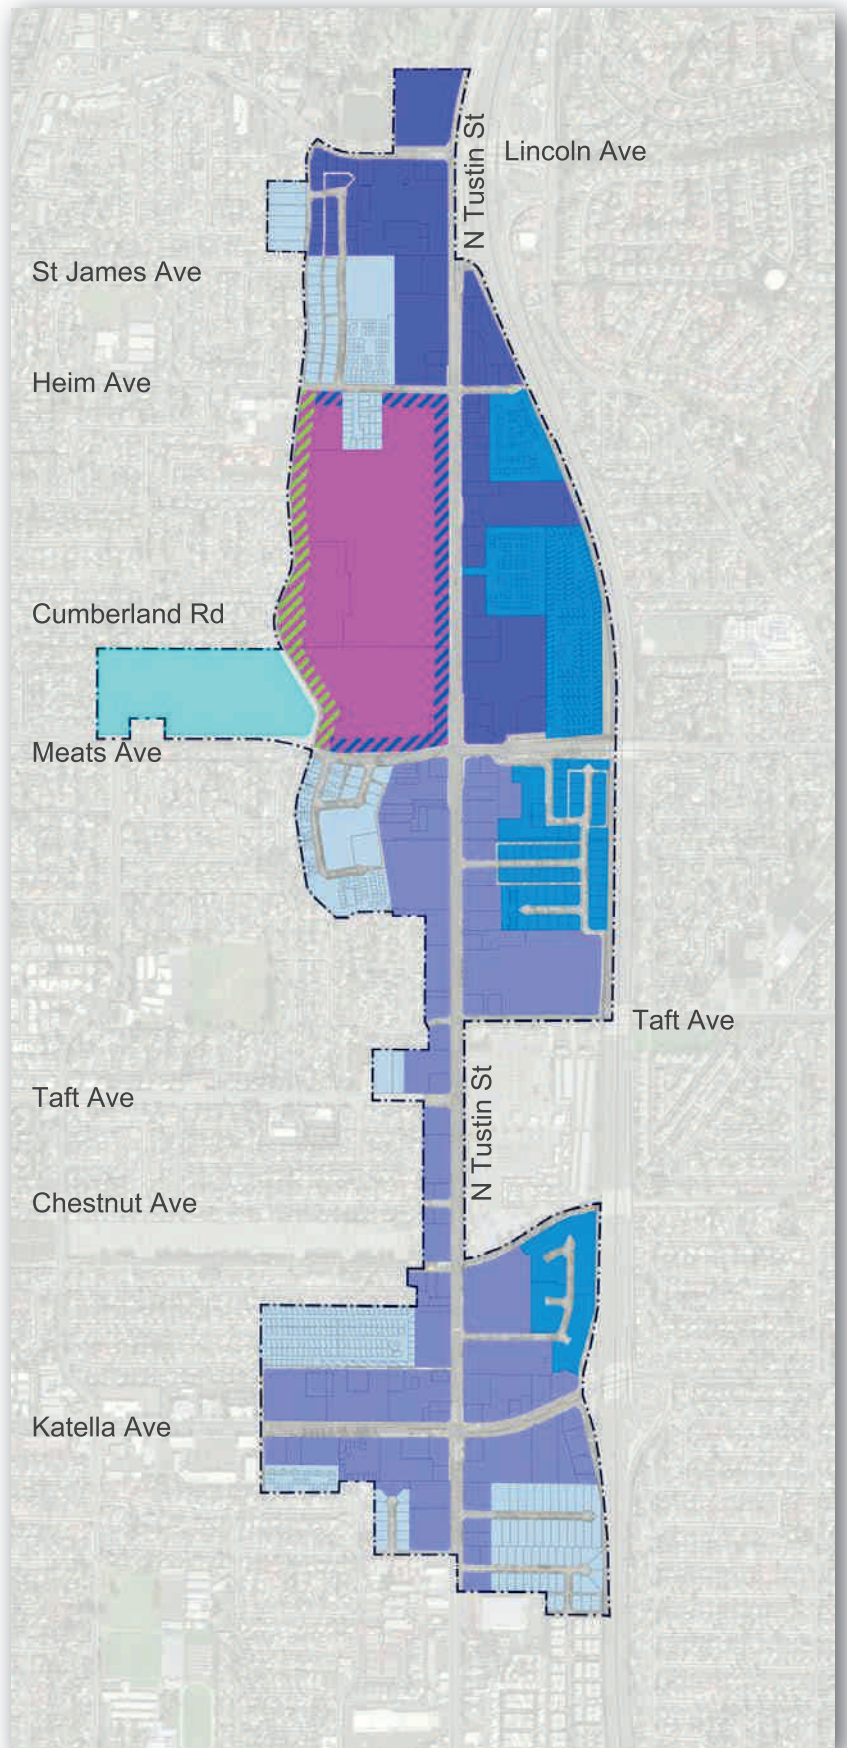 Lincoln Ave
N Tustin St
St James Ave
Heim Ave
Cumberland Rd
Meats Ave
Taft Ave
Taft Ave
N Tustin St
Chestnut Ave
Katella Ave